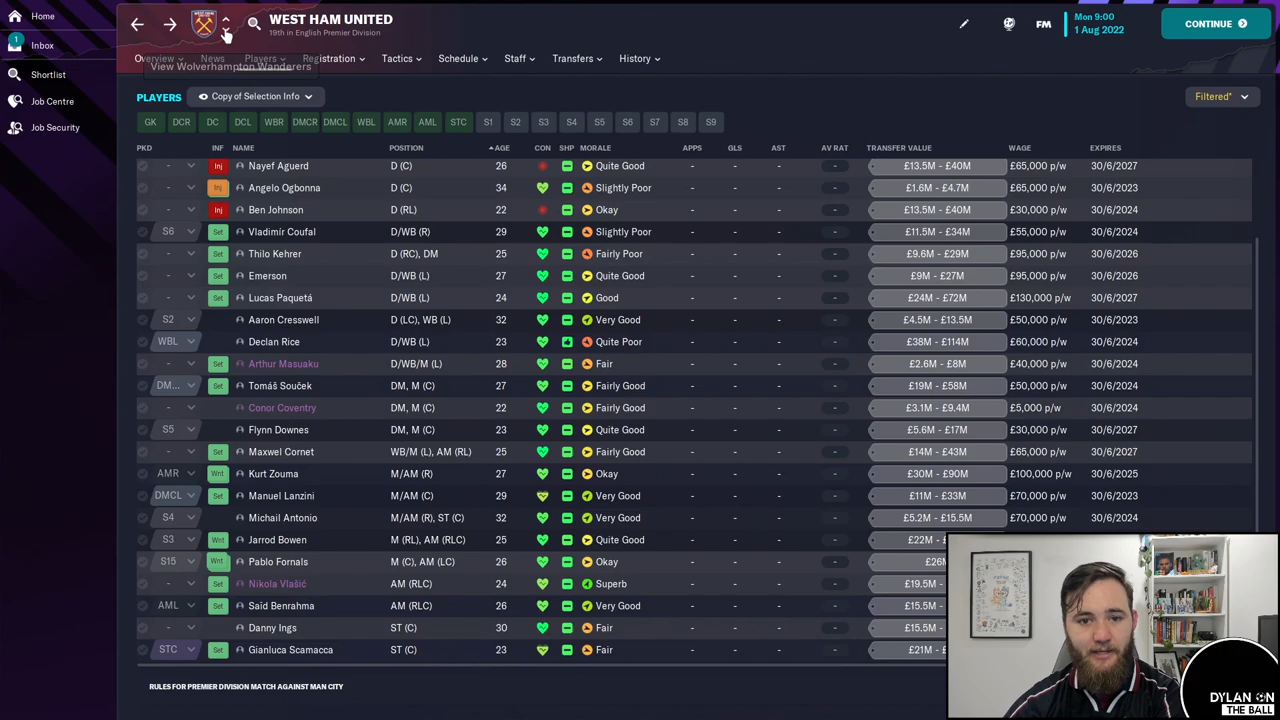 Home
1
Inbox
Shortlist
Job Centre
Job Security
WEST HAM UNITED
19th in English Premier Division
FM
Mon 9:00
1 Aug 2022
CONTINUE
Overview News Players Registration Tactics Schedule Staff Transfers History
View Wolverhampton Wanderers
PLAYERS Copy of Selection Info Filtered*
GK DCR DC DCL WBR DMCR DMCL WBL AMR AML STC S1 S2 S3 S4 S5 S6 S7 S8 S9
PKD INF NAME POSITION AGE CON SHP MORALE APPS GLS AST AV RAT TRANSFER VALUE WAGE EXPIRES
- Inj Nayef Aguerd D (C) 26 Quite Good - - - - £13.5M - £40M £65,000 p/w 30/6/2027
- Inj Angelo Ogbonna D (C) 34 Slightly Poor - - - - £1.6M - £4.7M £65,000 p/w 30/6/2023
- Inj Ben Johnson D (RL) 22 Okay - - - - £13.5M - £40M £30,000 p/w 30/6/2024
S6 Set Vladimír Coufal D/WB (R) 29 Slightly Poor - - - - £11.5M - £34M £55,000 p/w 30/6/2024
- Set Thilo Kehrer D (RC), DM 25 Fairly Poor - - - - £9.6M - £29M £95,000 p/w 30/6/2026
- Set Emerson D/WB (L) 27 Quite Good - - - - £9M - £27M £95,000 p/w 30/6/2026
- Set Lucas Paquetá D/WB (L) 24 Good - - - - £24M - £72M £130,000 p/w 30/6/2027
S2 Aaron Cresswell D (LC), WB (L) 32 Very Good - - - - £4.5M - £13.5M £50,000 p/w 30/6/2023
WBL Declan Rice D/WB (L) 23 Quite Poor - - - - £38M - £114M £60,000 p/w 30/6/2024
- Set Arthur Masuaku D/WB/M (L) 28 Fair - - - - £2.6M - £8M £60,000 p/w 30/6/2024
DM... Set Tomáš Souček DM, M (C) 27 Fairly Good - - - - £19M - £58M £50,000 p/w 30/6/2024
- Conor Coventry DM, M (C) 22 Fairly Good - - - - £3.1M - £9.4M £5,000 p/w 30/6/2024
S5 Flynn Downes DM, M (C) 23 Quite Good - - - - £5.6M - £17M £30,000 p/w 30/6/2024
- Set Maxwel Cornet WB/M (L), AM (RL) 25 Fairly Good - - - - £14M - £43M £65,000 p/w 30/6/2027
AMR Wnt Kurt Zouma M/AM (R) 27 Okay - - - - £30M - £90M £100,000 p/w 30/6/2025
DMCL Set Manuel Lanzini M/AM (C) 29 Very Good - - - - £11M - £33M £70,000 p/w 30/6/2023
S4 Michail Antonio M/AM (R), ST (C) 32 Very Good - - - - £5.2M - £15.5M £70,000 p/w 30/6/2024
S3 Wnt Jarrod Bowen M (RL), AM (RLC) 25 Quite Good - - - - £22M -
S15 Wnt Pablo Fornals M (C), AM (LC) 26 Okay - - - - £26M
- Set Nikola Vlašić AM (RLC) 24 Superb - - - - £19.5M -
AML Set Saïd Benrahma AM (RLC) 26 Very Good - - - - £15.5M -
- Danny Ings ST (C) 30 Fair - - - - £15.5M -
STC Set Gianluca Scamacca ST (C) 23 Fair - - - - £21M -
RULES FOR PREMIER DIVISION MATCH AGAINST MAN CITY
DYLAN ON
THE BALL